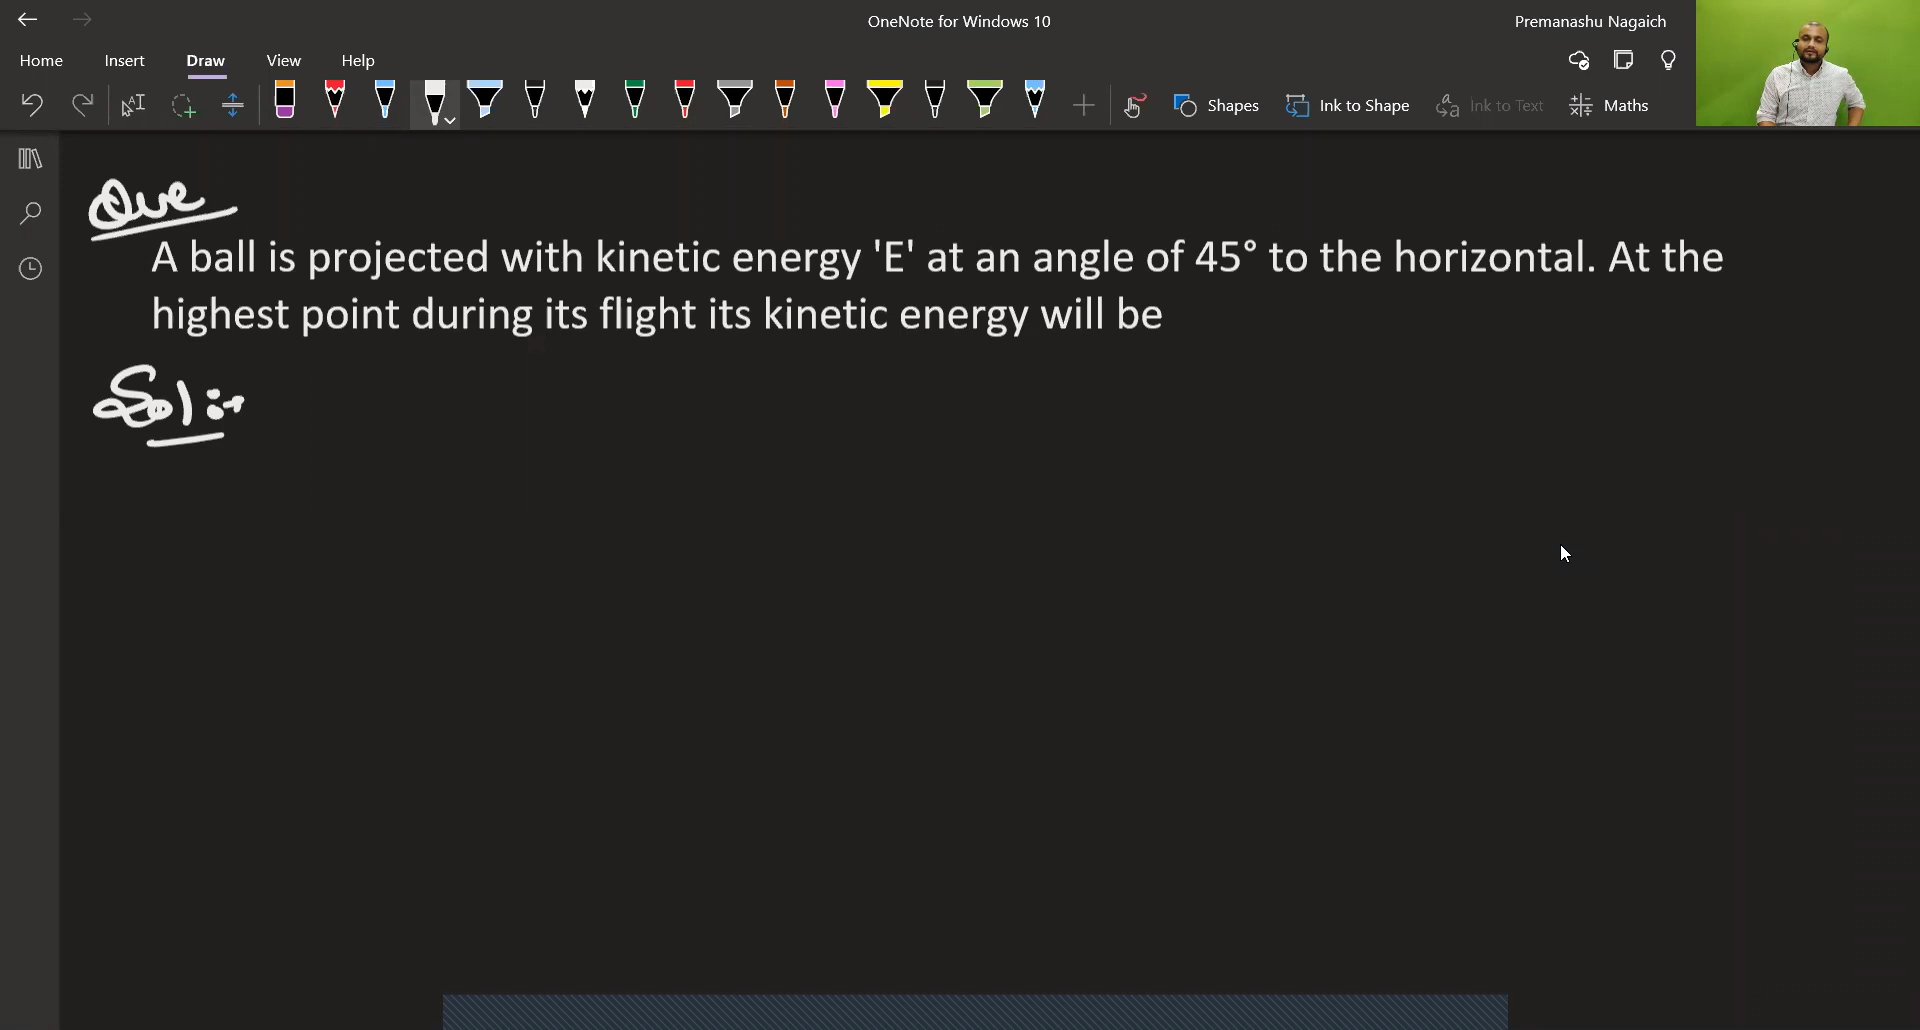 OneNote for Windows 10
Premanashu Nagaich
Home Insert Draw View Help
Shapes Ink to Shape Ink to Text Maths
Que
A ball is projected with kinetic energy 'E' at an angle of 45° to the horizontal. At the
highest point during its flight its kinetic energy will be
Sol:→